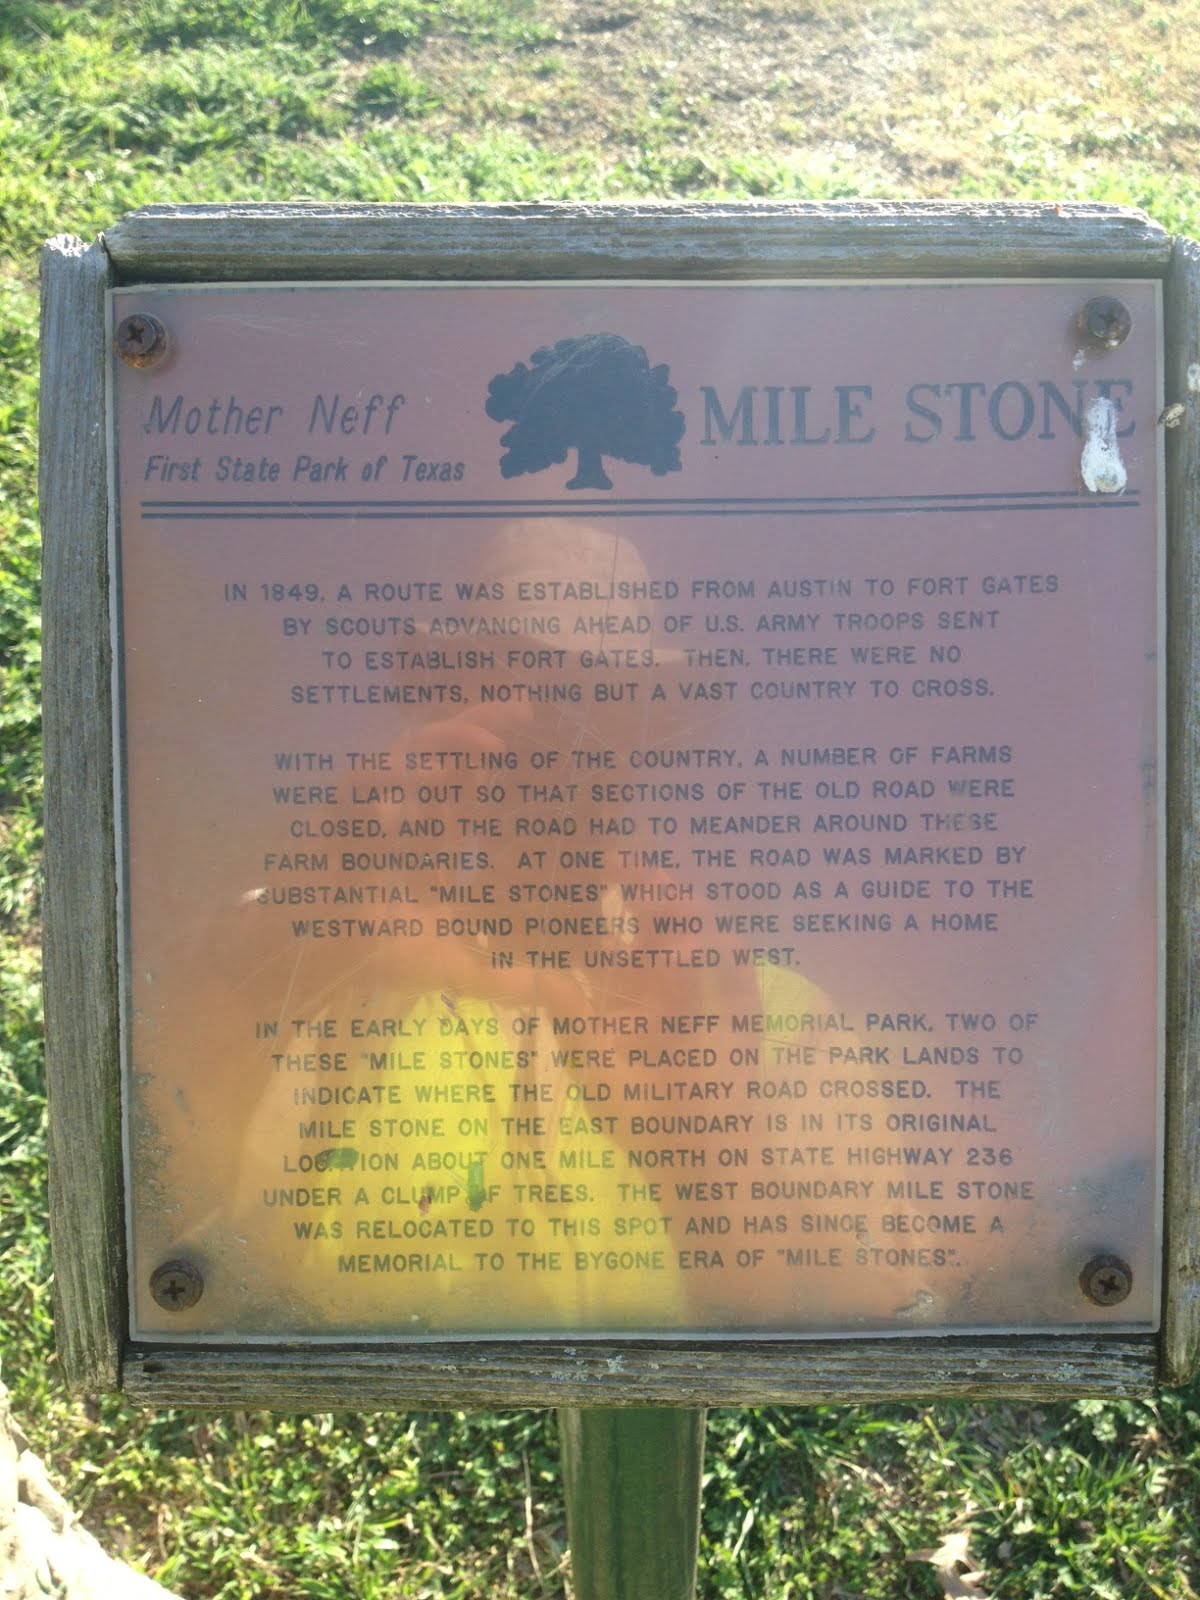 Mother Neff
First State Park of Texas
MILE STONE
IN 1849, A ROUTE WAS ESTABLISHED FROM AUSTIN TO FORT GATES
BY SCOUTS ADVANCING AHEAD OF U.S. ARMY TROOPS SENT
TO ESTABLISH FORT GATES. THEN, THERE WERE NO
SETTLEMENTS, NOTHING BUT A VAST COUNTRY TO CROSS.
WITH THE SETTLING OF THE COUNTRY, A NUMBER OF FARMS
WERE LAID OUT SO THAT SECTIONS OF THE OLD ROAD WERE
CLOSED, AND THE ROAD HAD TO MEANDER AROUND THESE
FARM BOUNDARIES. AT ONE TIME, THE ROAD WAS MARKED BY
SUBSTANTIAL "MILE STONES" WHICH STOOD AS A GUIDE TO THE
WESTWARD BOUND PIONEERS WHO WERE SEEKING A HOME
IN THE UNSETTLED WEST.
IN THE EARLY DAYS OF MOTHER NEFF MEMORIAL PARK, TWO OF
THESE "MILE STONES" WERE PLACED ON THE PARK LANDS TO
INDICATE WHERE THE OLD MILITARY ROAD CROSSED. THE
MILE STONE ON THE EAST BOUNDARY IS IN ITS ORIGINAL
LOCATION ABOUT ONE MILE NORTH ON STATE HIGHWAY 236
UNDER A CLUMP OF TREES. THE WEST BOUNDARY MILE STONE
WAS RELOCATED TO THIS SPOT AND HAS SINCE BECOME A
MEMORIAL TO THE BYGONE ERA OF "MILE STONES".